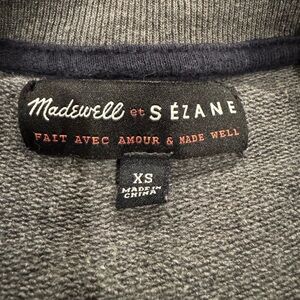 Madewell et SÉZANE
FAIT AVEC AMOUR & MADE WELL
XS
MADE IN
CHINA